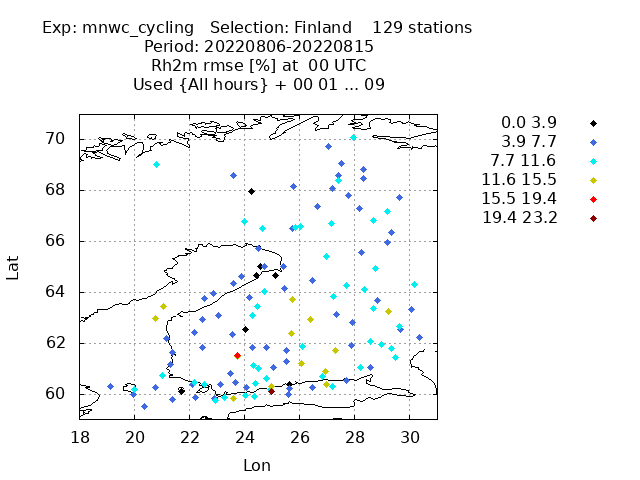 Exp: mnwc_cycling   Selection: Finland    129 stations
Period: 20220806-20220815
Rh2m rmse [%] at  00 UTC
Used {All hours} + 00 01 ... 09
0.0 3.9
3.9 7.7
7.7 11.6
11.6 15.5
15.5 19.4
19.4 23.2
70
68
66
64
62
60
Lat
18 20 22 24 26 28 30
Lon